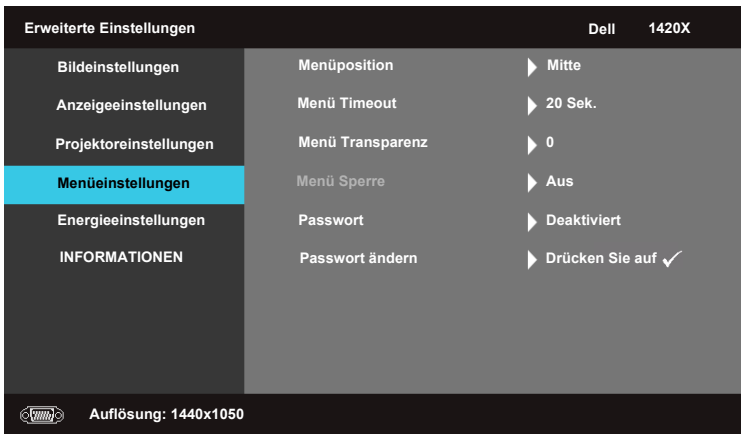 Erweiterte Einstellungen Dell 1420X
Bildeinstellungen Menüposition Mitte
Anzeigeeinstellungen Menü Timeout 20 Sek.
Projektoreinstellungen Menü Transparenz 0
Menüeinstellungen Menü Sperre Aus
Energieeinstellungen Passwort Deaktiviert
INFORMATIONEN Passwort ändern Drücken Sie auf ✓
Auflösung: 1440x1050